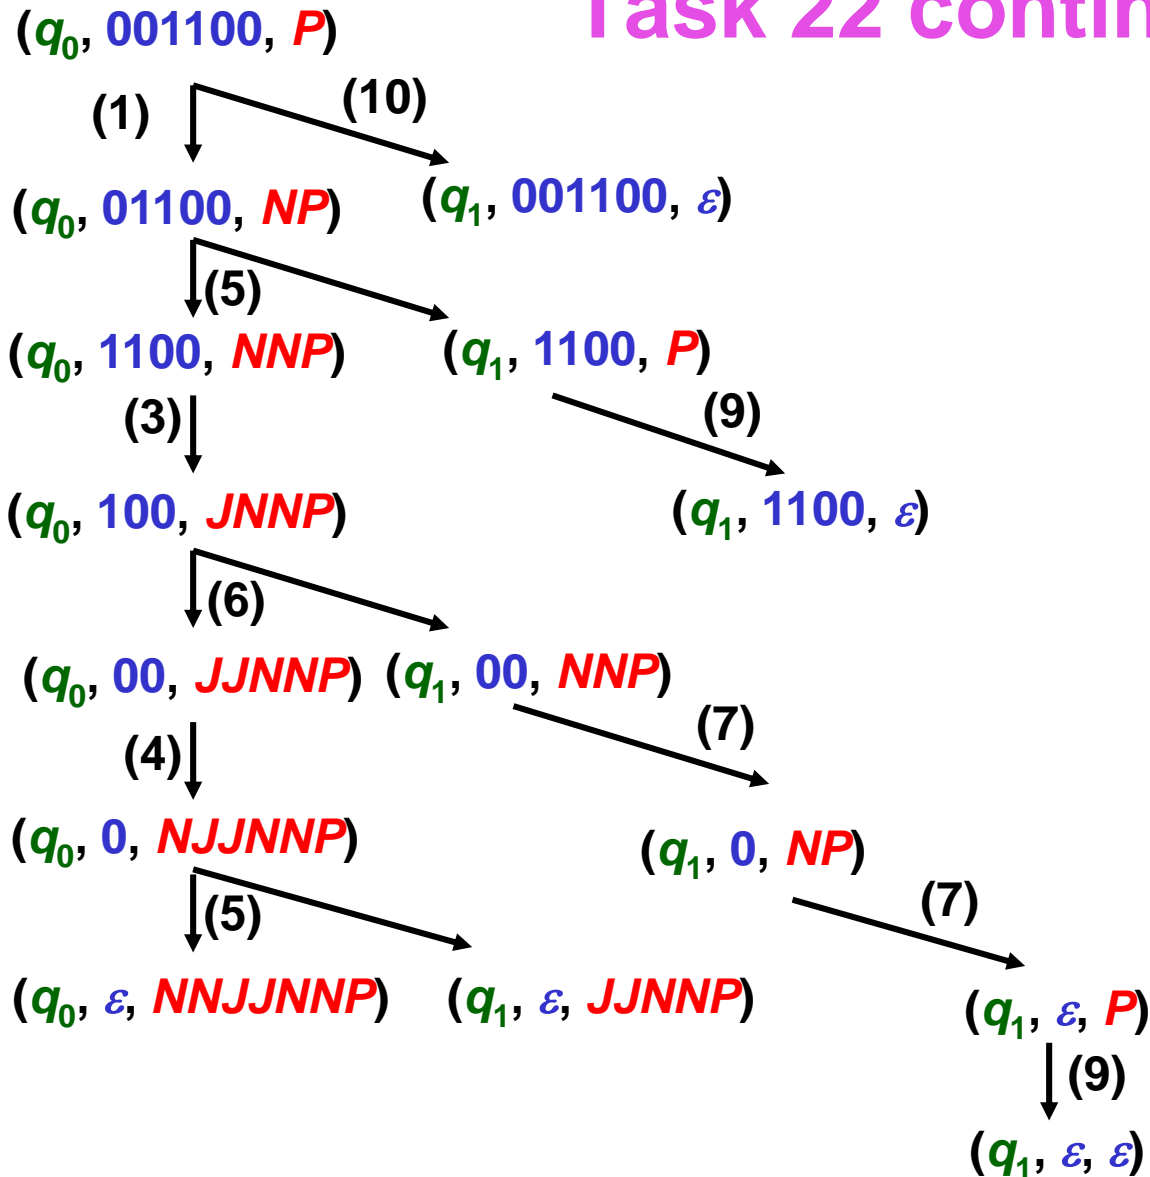 Task 22 contin
(q0, 001100, P)
(1) (10)
(q0, 01100, NP) (q1, 001100, ε)
(5)
(q0, 1100, NNP) (q1, 1100, P)
(3) (9)
(q0, 100, JNNP) (q1, 1100, ε)
(6)
(q0, 00, JJNNP) (q1, 00, NNP)
(4) (7)
(q0, 0, NJJNNP) (q1, 0, NP)
(5) (7)
(q0, ε, NNJJNNP) (q1, ε, JJNNP) (q1, ε, P)
(9)
(q1, ε, ε)